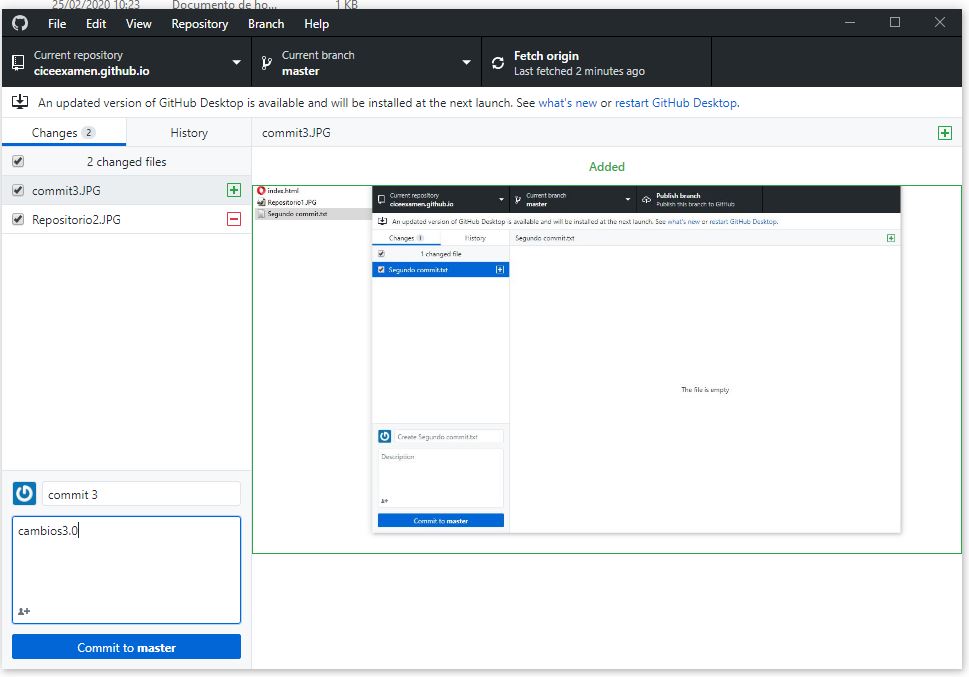 25/02/2020 10:23 Documento de ho... 1 KB
File Edit View Repository Branch Help
Current repository
ciceexamen.github.io
Current branch
master
Fetch origin
Last fetched 2 minutes ago
An updated version of GitHub Desktop is available and will be installed at the next launch. See what's new or restart GitHub Desktop.
Changes 2 History
commit3.JPG
2 changed files
commit3.JPG
Repositorio2.JPG
Added
index.html
Repositorio1.JPG
Segundo commit.txt
Current repository
ciceexamen.github.io
Current branch
master
Publish branch
Publish this branch to GitHub
An updated version of GitHub Desktop is available and will be installed at the next launch. See what's new or restart GitHub Desktop.
Changes 1 History
Segundo commit.txt
1 changed file
Segundo commit.txt
The file is empty
Create Segundo commit.txt
Description
Commit to master
commit 3
cambios3.0
Commit to master